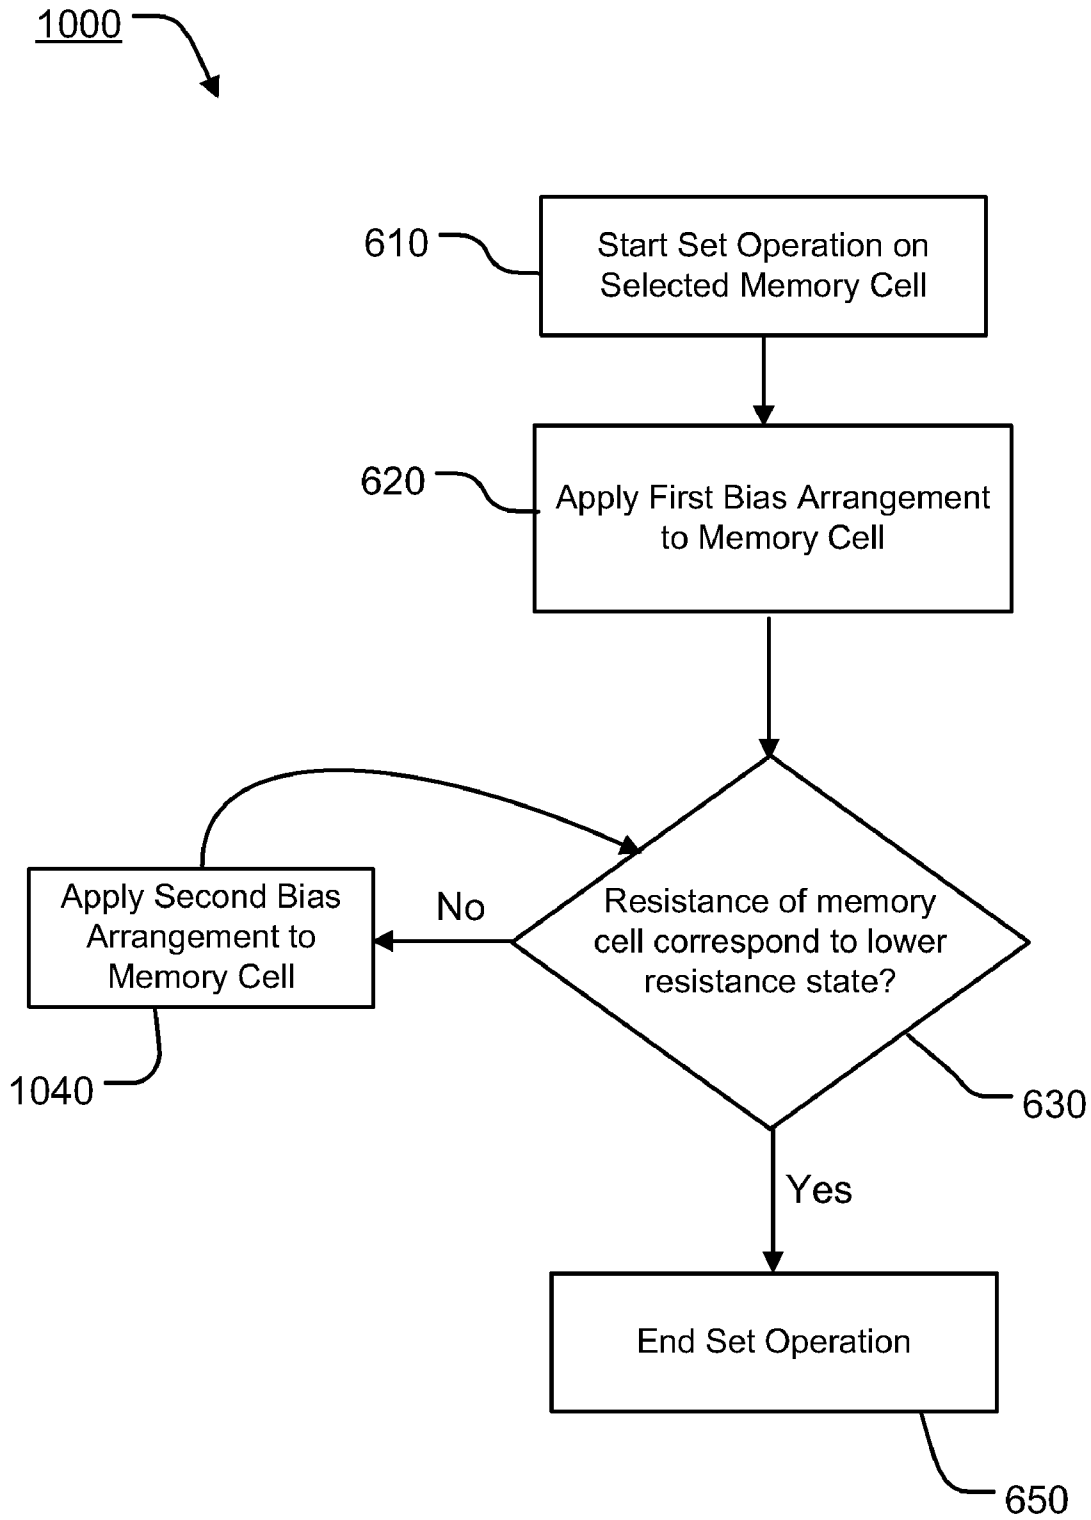 1000
610
Start Set Operation on
Selected Memory Cell
620
Apply First Bias Arrangement
to Memory Cell
Apply Second Bias
Arrangement to
Memory Cell
No
Resistance of memory
cell correspond to lower
resistance state?
1040
630
Yes
End Set Operation
650